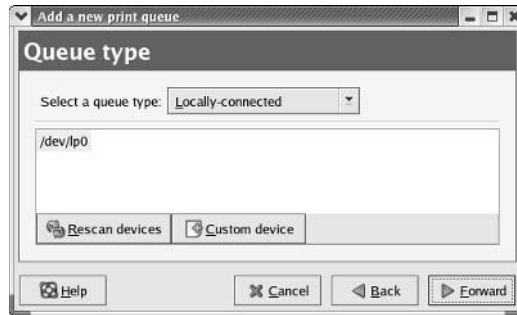 Add a new print queue
Queue type
Select a queue type: Locally-connected
/dev/lp0
Rescan devices Custom device
Help Cancel Back Forward